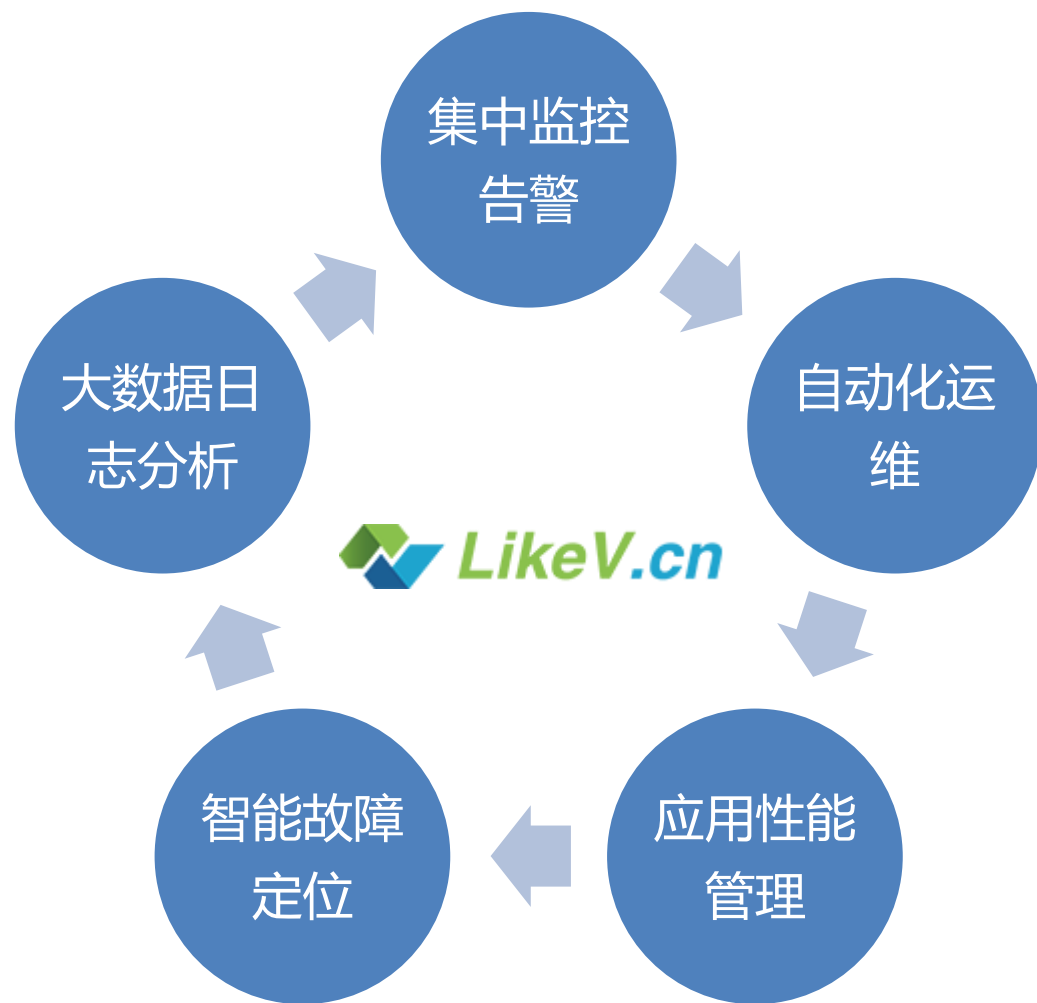 集中监控
告警
大数据日
志分析
自动化运
维
LikeV.cn
智能故障
定位
应用性能
管理